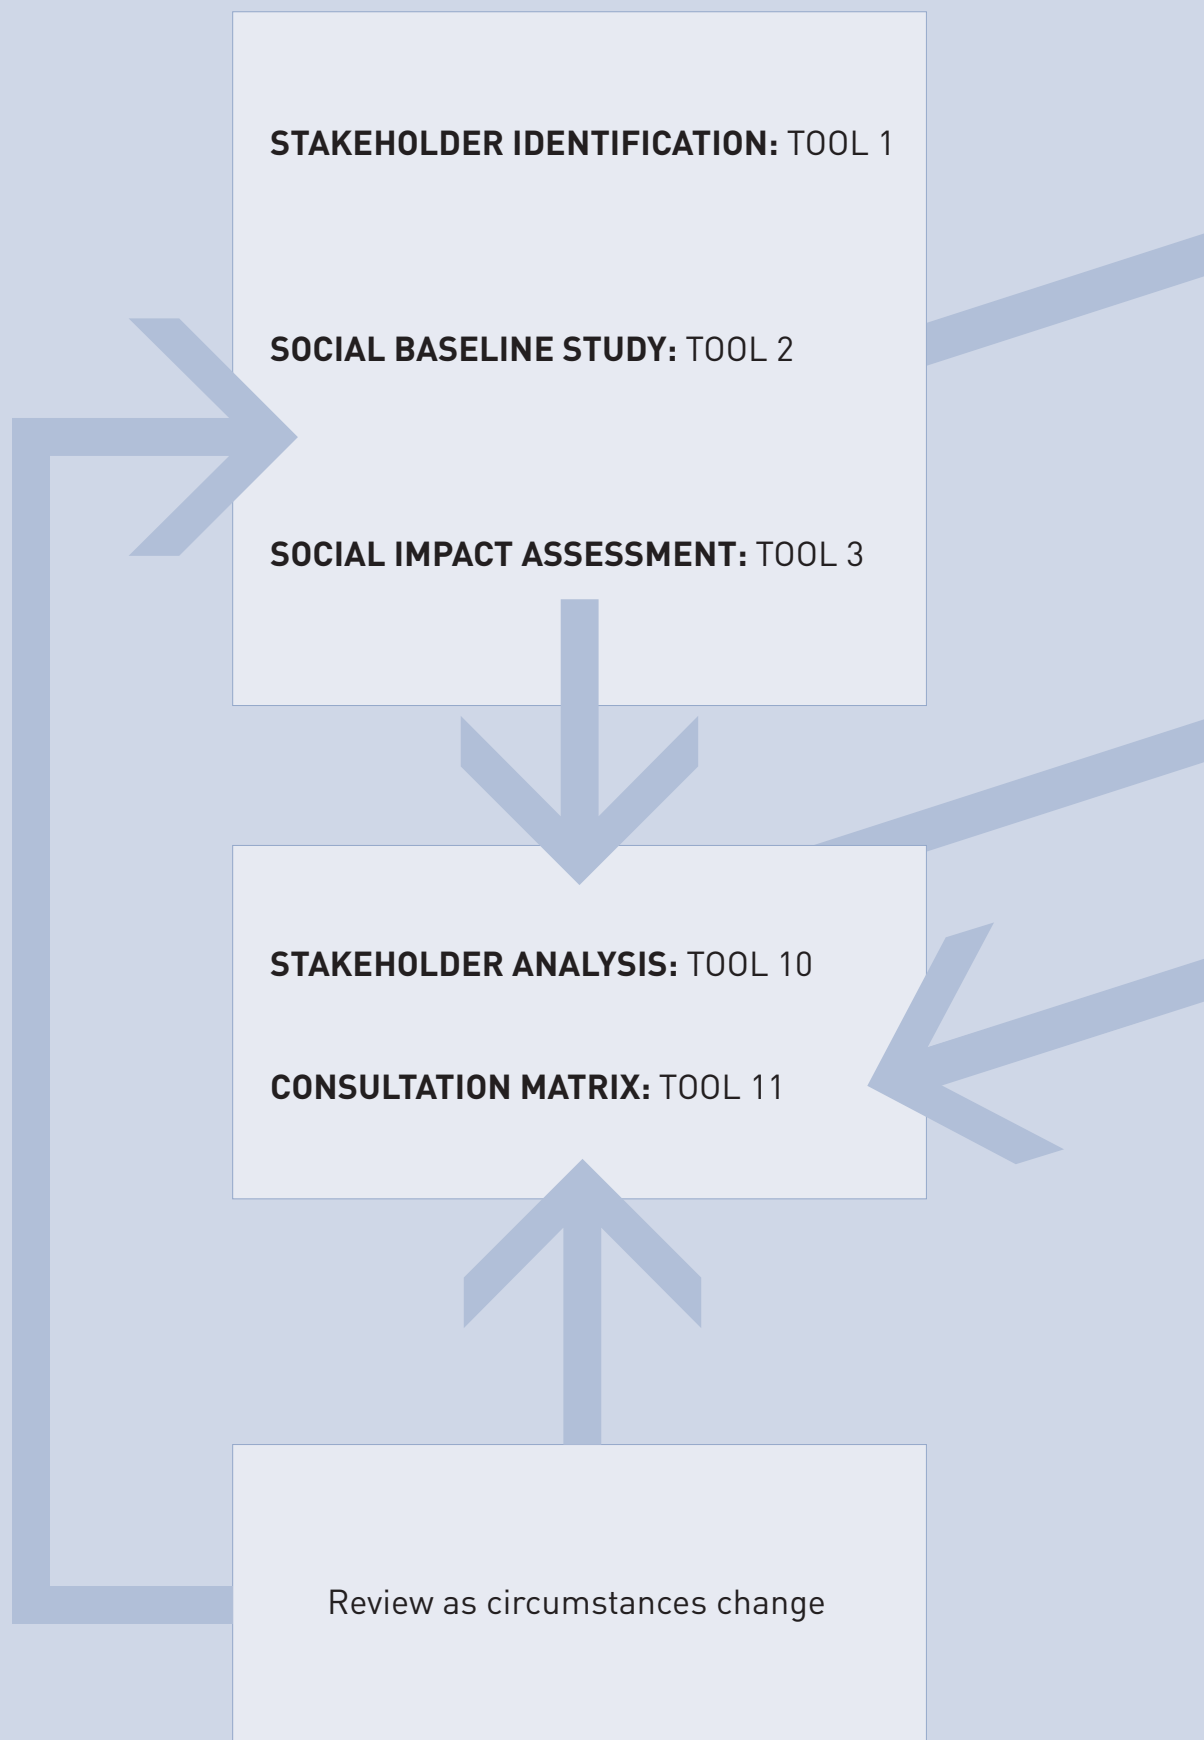 STAKEHOLDER IDENTIFICATION: TOOL 1
SOCIAL BASELINE STUDY: TOOL 2
SOCIAL IMPACT ASSESSMENT: TOOL 3
STAKEHOLDER ANALYSIS: TOOL 10
CONSULTATION MATRIX: TOOL 11
Review as circumstances change